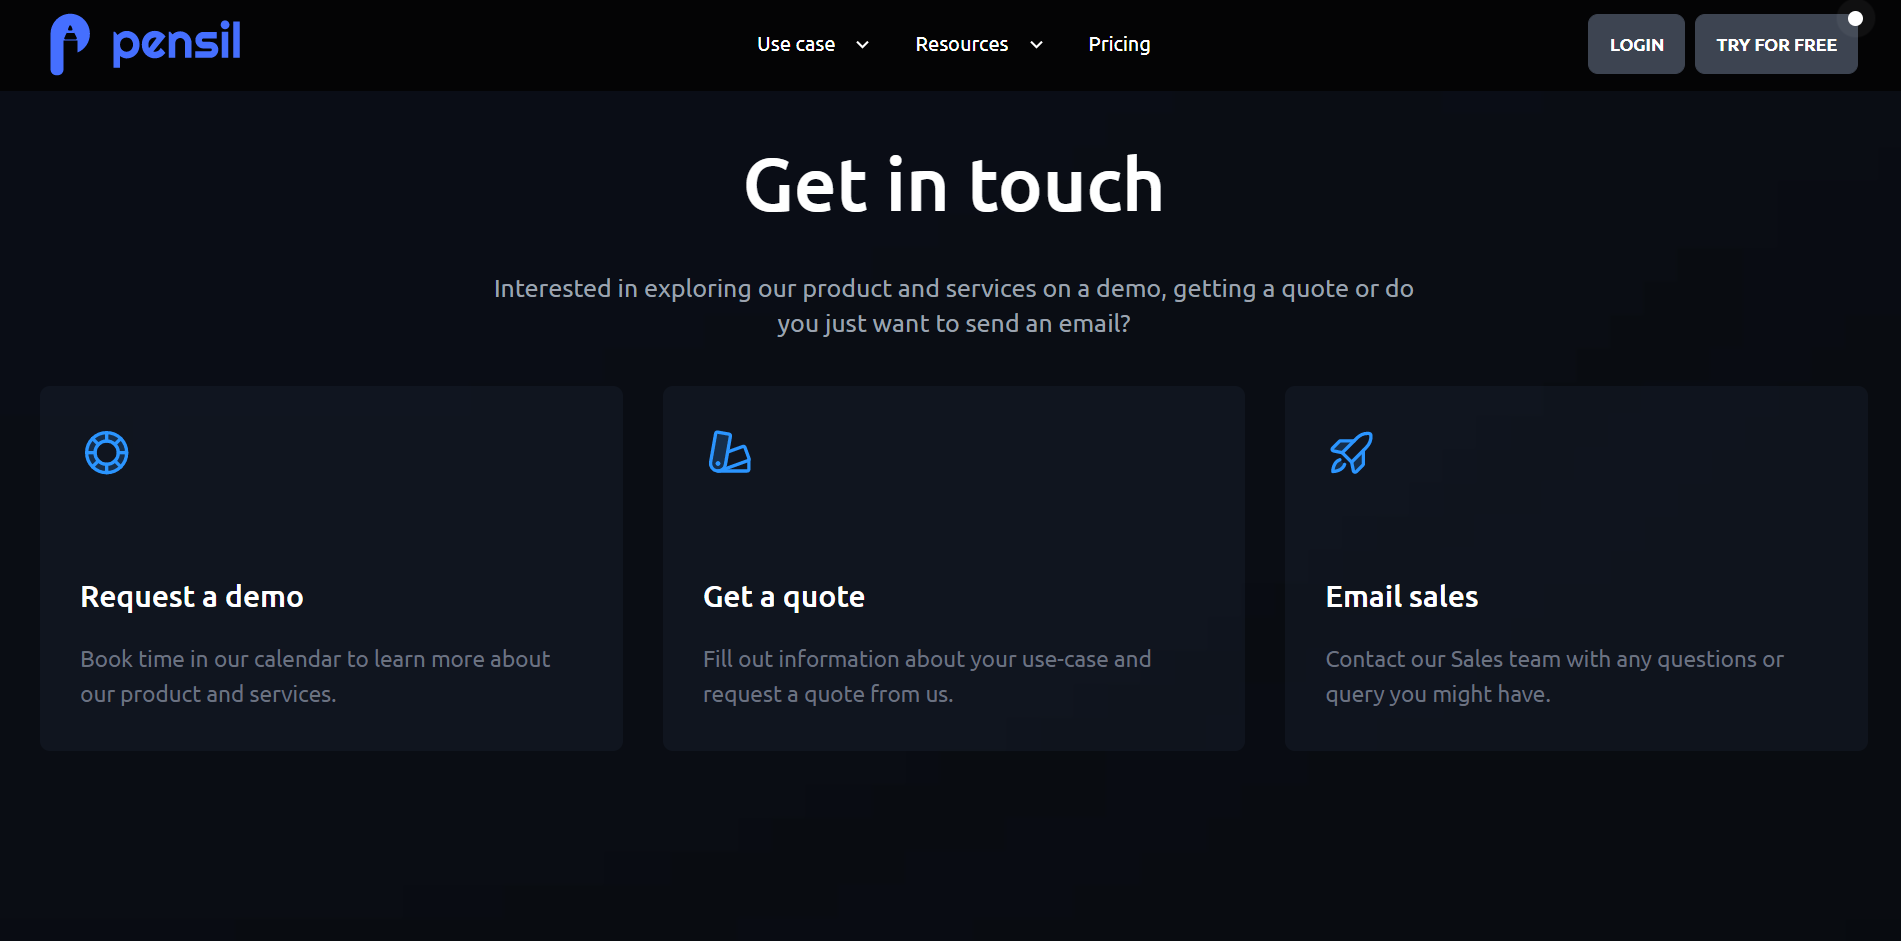 pensil
Use case
Resources
Pricing
LOGIN
TRY FOR FREE
Get in touch
Interested in exploring our product and services on a demo, getting a quote or do
you just want to send an email?
Request a demo
Book time in our calendar to learn more about
our product and services.
Get a quote
Fill out information about your use-case and
request a quote from us.
Email sales
Contact our Sales team with any questions or
query you might have.